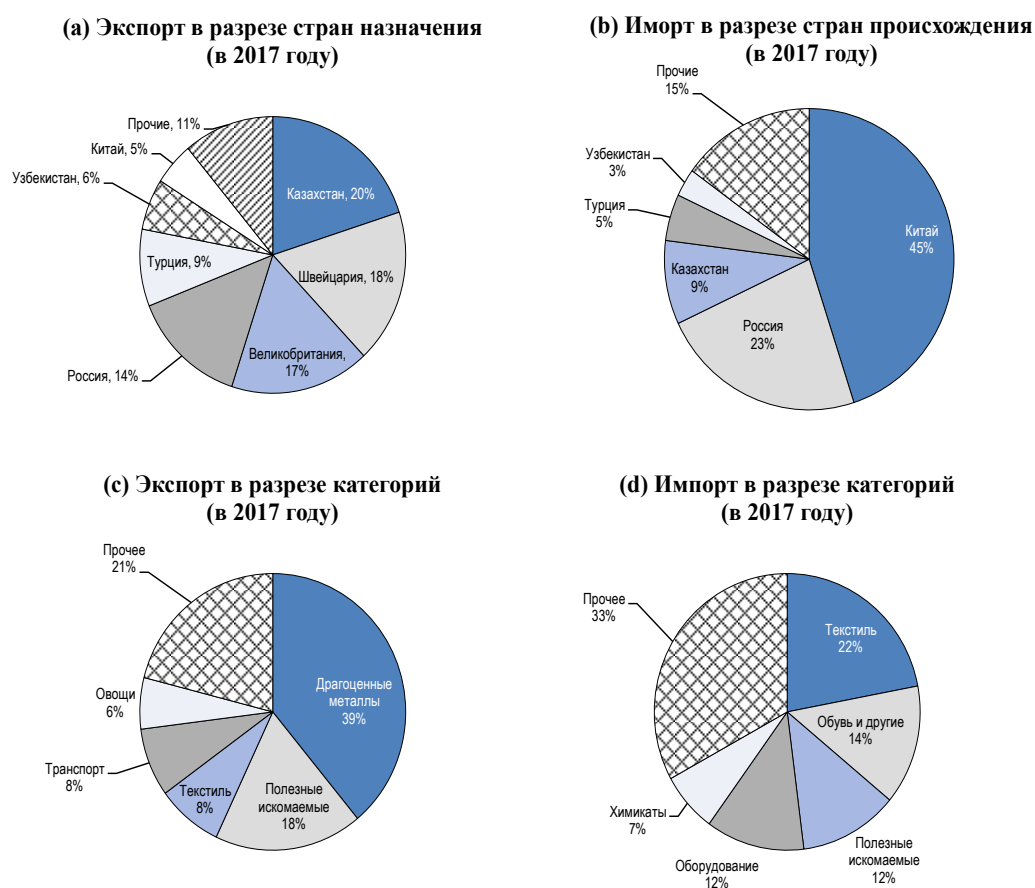 (a) Экспорт в разрезе стран назначения
(в 2017 году)
Прочие, 11%
Китай, 5%
Узбекистан, 6%
Турция, 9%
Россия, 14%
Казахстан, 20%
Швейцария, 18%
Великобритания,
17%
(b) Иморт в разрезе стран происхождения
(в 2017 году)
Прочие
15%
Узбекистан
3%
Турция
5%
Казахстан
9%
Россия
23%
Китай
45%
(c) Экспорт в разрезе категорий
(в 2017 году)
Прочее
21%
Овощи
6%
Транспорт
8%
Текстиль
8%
Полезные
искомаемые
18%
Драгоценные
металлы
39%
(d) Импорт в разрезе категорий
(в 2017 году)
Прочее
33%
Текстиль
22%
Обувь и другие
14%
Химикаты
7%
Оборудование
12%
Полезные
искомаемые
12%